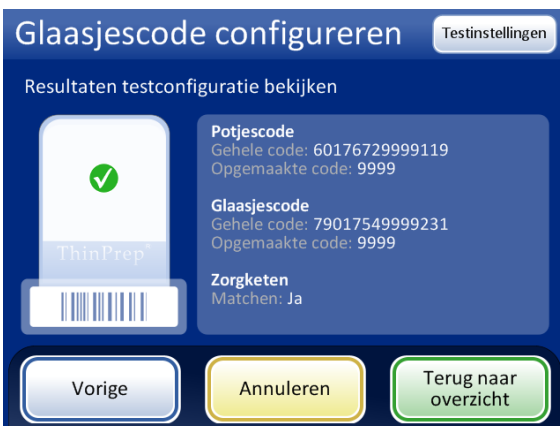 Glaasjescode configureren
Testinstellingen
Resultaten testconfiguratie bekijken
ThinPrep®
Potjescode
Gehele code: 60176729999119
Opgemaakte code: 9999
Glaasjescode
Gehele code: 79017549999231
Opgemaakte code: 9999
Zorgketen
Matchen: Ja
Vorige
Annuleren
Terug naar
overzicht